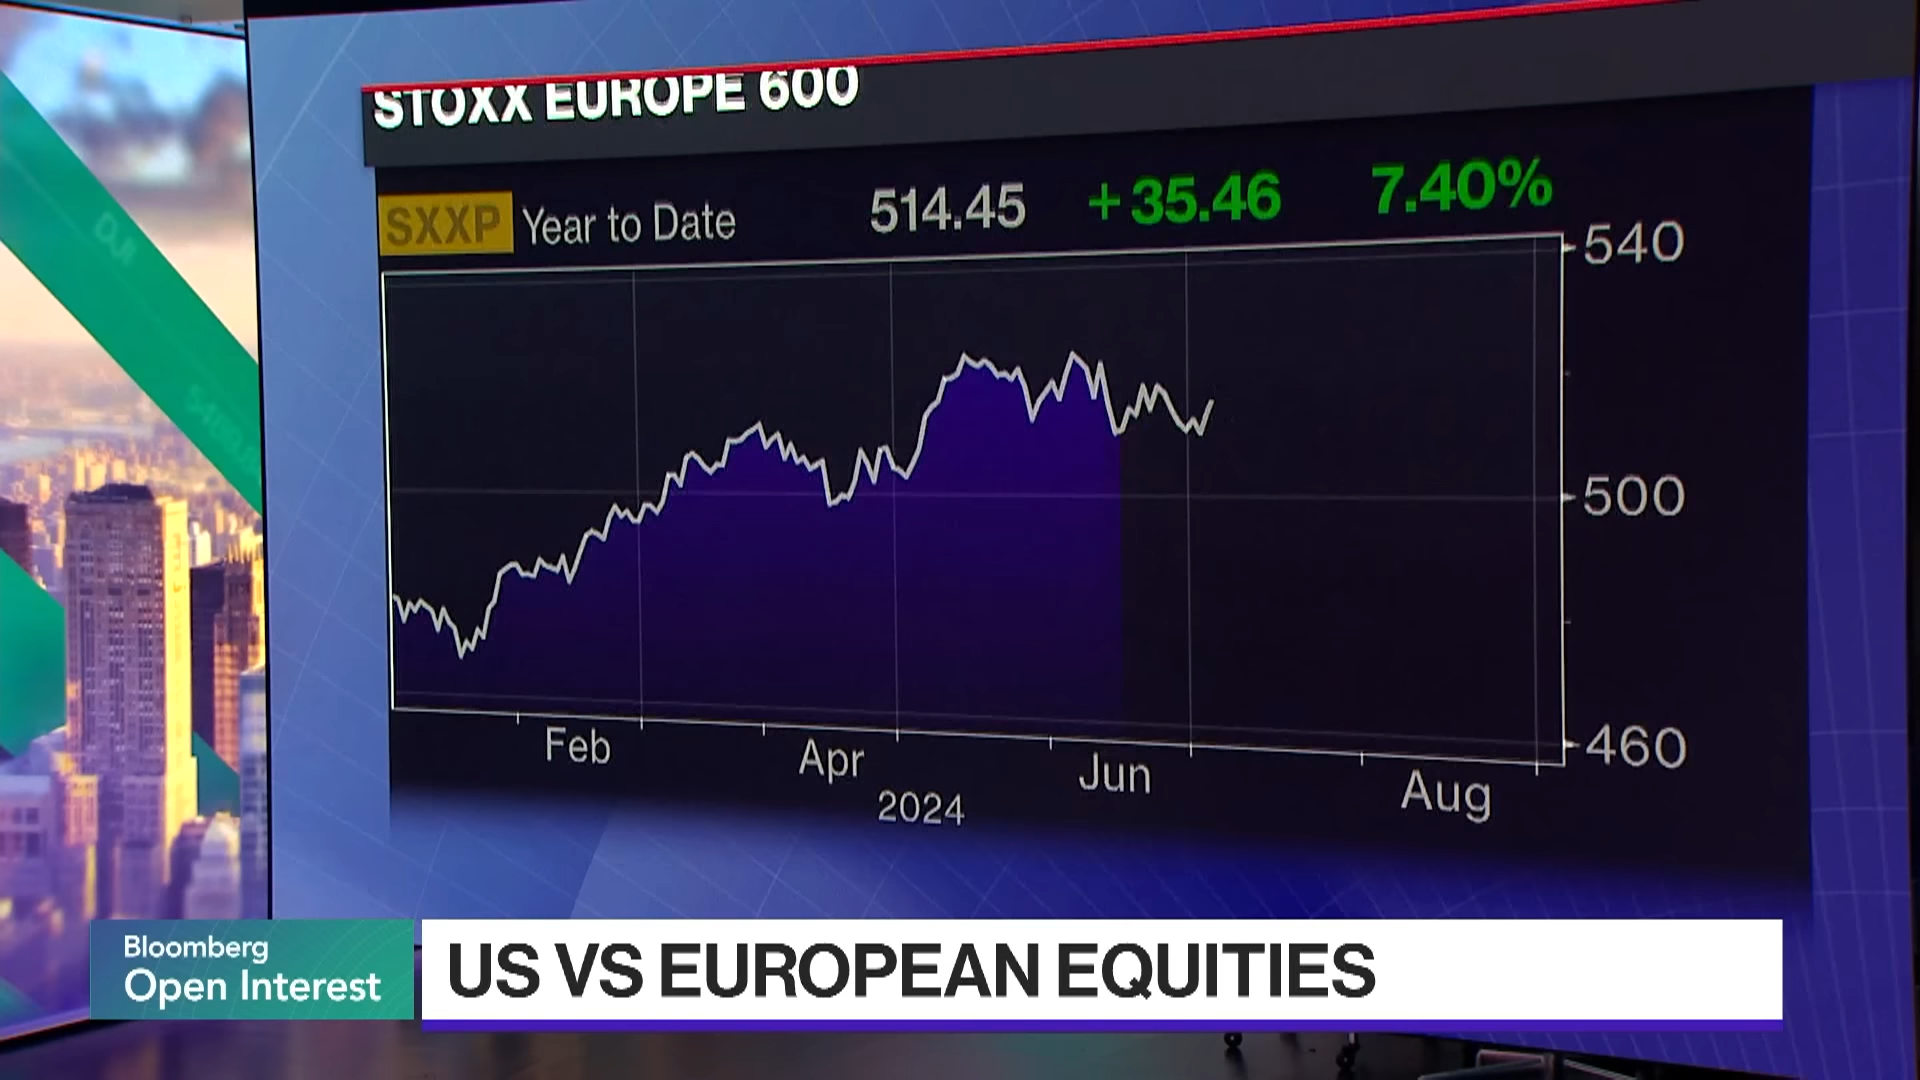 STOXX EUROPE 600
SXXP Year to Date 514.45 +35.46 7.40%
540
500
460
Feb Apr Jun Aug
2024
DJI
Bloomberg
Open Interest
US VS EUROPEAN EQUITIES